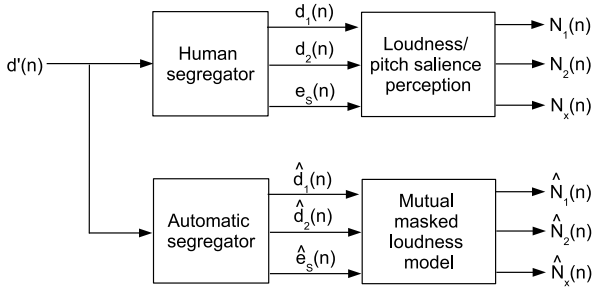 d'(n)
Human
segregator
d₁(n)
d₂(n)
eₛ(n)
Loudness/
pitch salience
perception
N₁(n)
N₂(n)
Nₓ(n)
Automatic
segregator
d̂₁(n)
d̂₂(n)
êₛ(n)
Mutual
masked
loudness
model
N̂₁(n)
N̂₂(n)
N̂ₓ(n)